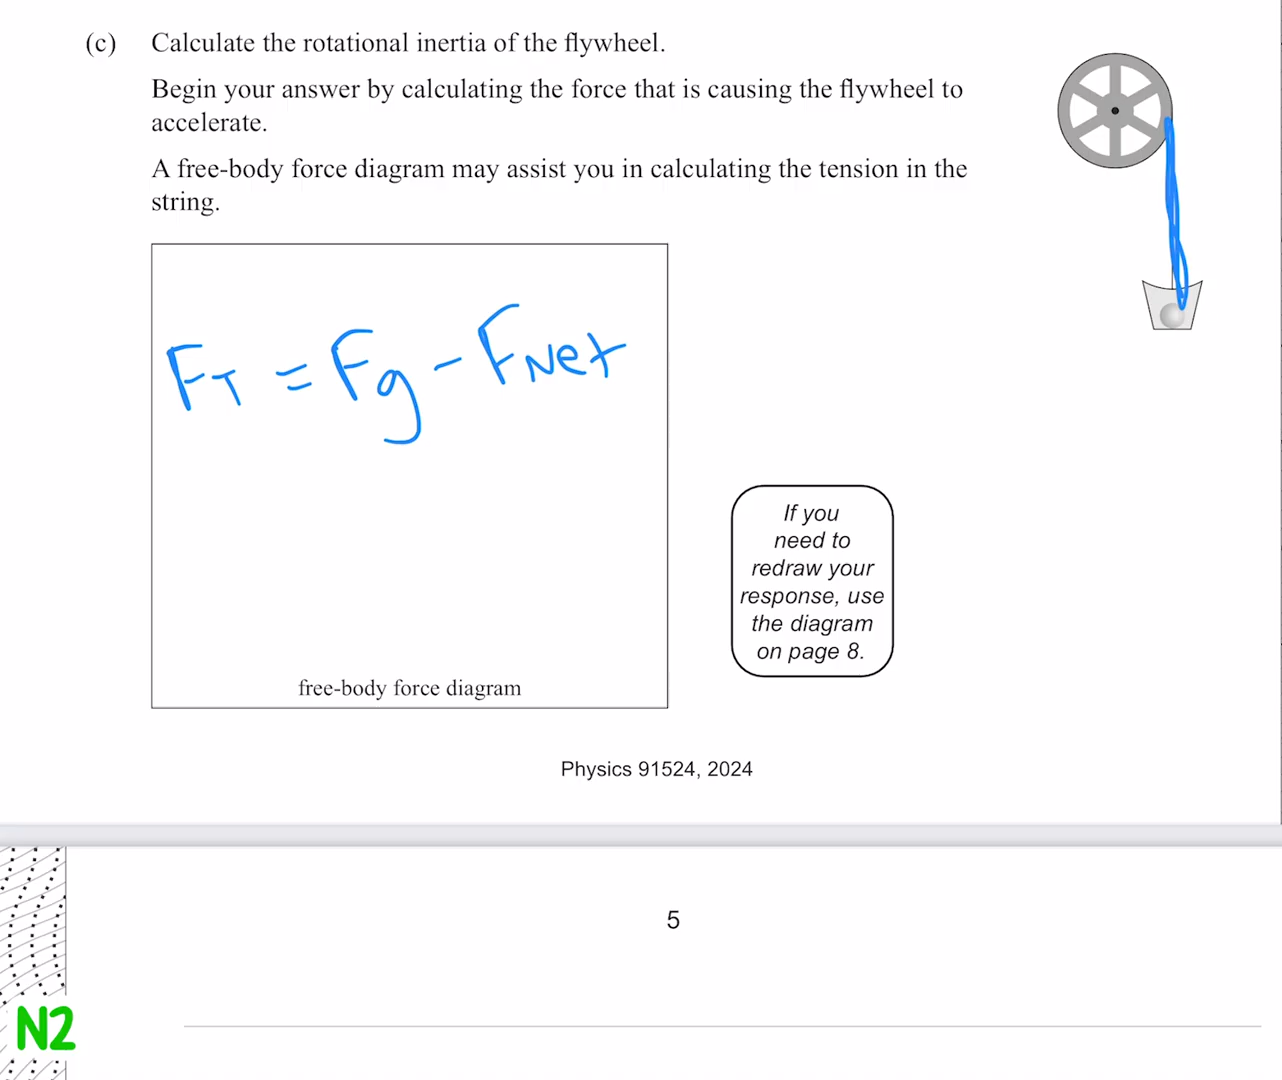 (c) Calculate the rotational inertia of the flywheel.
Begin your answer by calculating the force that is causing the flywheel to
accelerate.
A free-body force diagram may assist you in calculating the tension in the
string.
FT = Fg - FNet
If you
need to
redraw your
response, use
the diagram
on page 8.
free-body force diagram
Physics 91524, 2024
5
N2